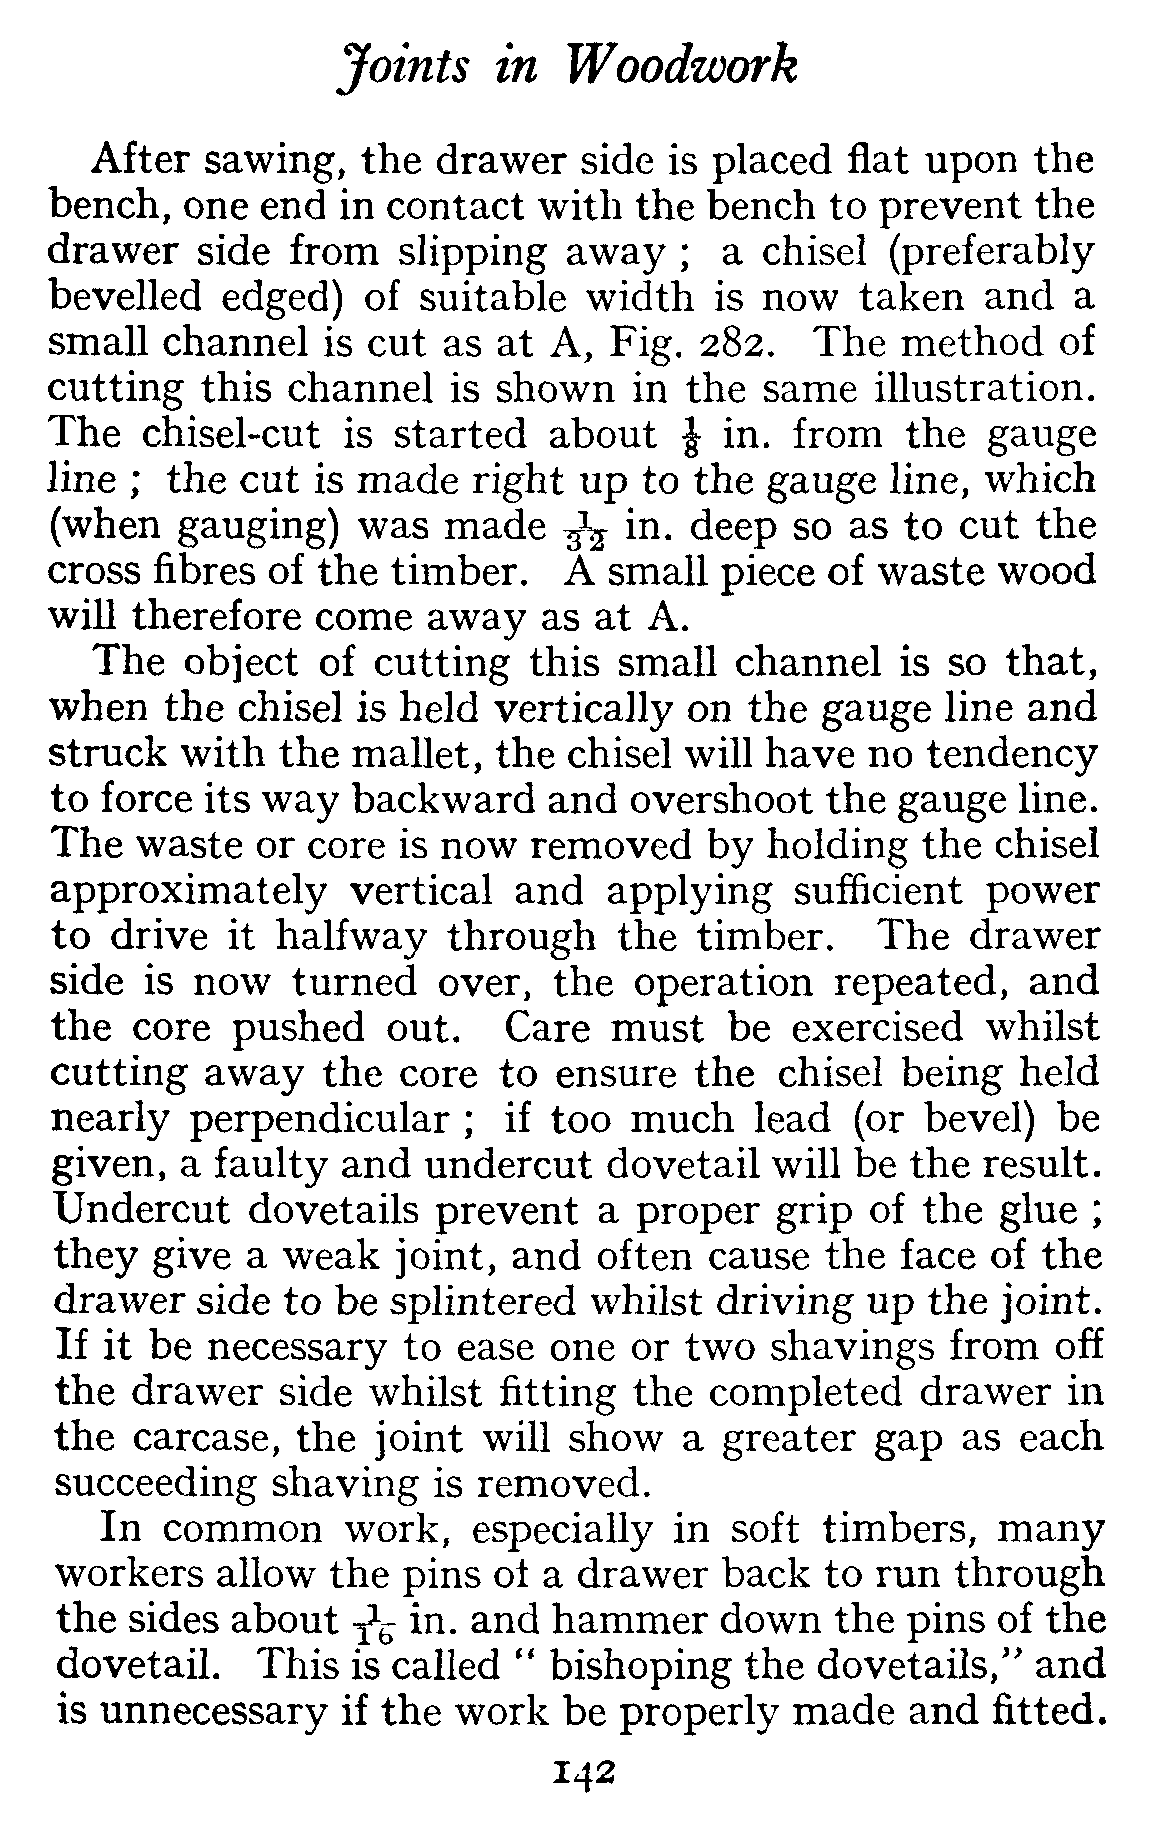 Joints in Woodwork
After sawing, the drawer side is placed flat upon the
bench, one end in contact with the bench to prevent the
drawer side from slipping away ; a chisel (preferably
bevelled edged) of suitable width is now taken and a
small channel is cut as at A, Fig. 282. The method of
cutting this channel is shown in the same illustration.
The chisel-cut is started about ⅛ in. from the gauge
line ; the cut is made right up to the gauge line, which
(when gauging) was made 1/32 in. deep so as to cut the
cross fibres of the timber. A small piece of waste wood
will therefore come away as at A.
The object of cutting this small channel is so that,
when the chisel is held vertically on the gauge line and
struck with the mallet, the chisel will have no tendency
to force its way backward and overshoot the gauge line.
The waste or core is now removed by holding the chisel
approximately vertical and applying sufficient power
to drive it halfway through the timber. The drawer
side is now turned over, the operation repeated, and
the core pushed out. Care must be exercised whilst
cutting away the core to ensure the chisel being held
nearly perpendicular ; if too much lead (or bevel) be
given, a faulty and undercut dovetail will be the result.
Undercut dovetails prevent a proper grip of the glue ;
they give a weak joint, and often cause the face of the
drawer side to be splintered whilst driving up the joint.
If it be necessary to ease one or two shavings from off
the drawer side whilst fitting the completed drawer in
the carcase, the joint will show a greater gap as each
succeeding shaving is removed.
In common work, especially in soft timbers, many
workers allow the pins of a drawer back to run through
the sides about 1/16 in. and hammer down the pins of the
dovetail. This is called “ bishoping the dovetails,” and
is unnecessary if the work be properly made and fitted.
142